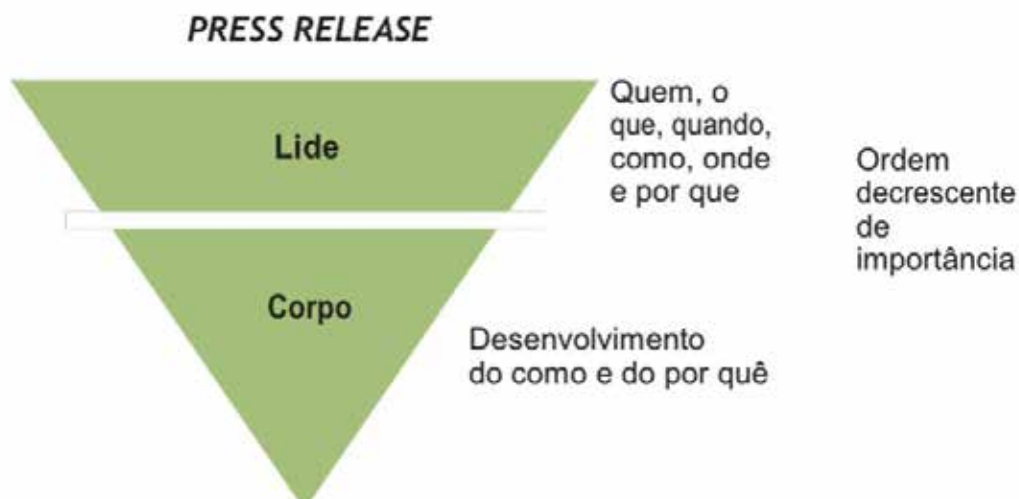 PRESS RELEASE
Lide
Quem, o
que, quando,
como, onde
e por que
Ordem
decrescente
de
importância
Corpo
Desenvolvimento
do como e do por quê